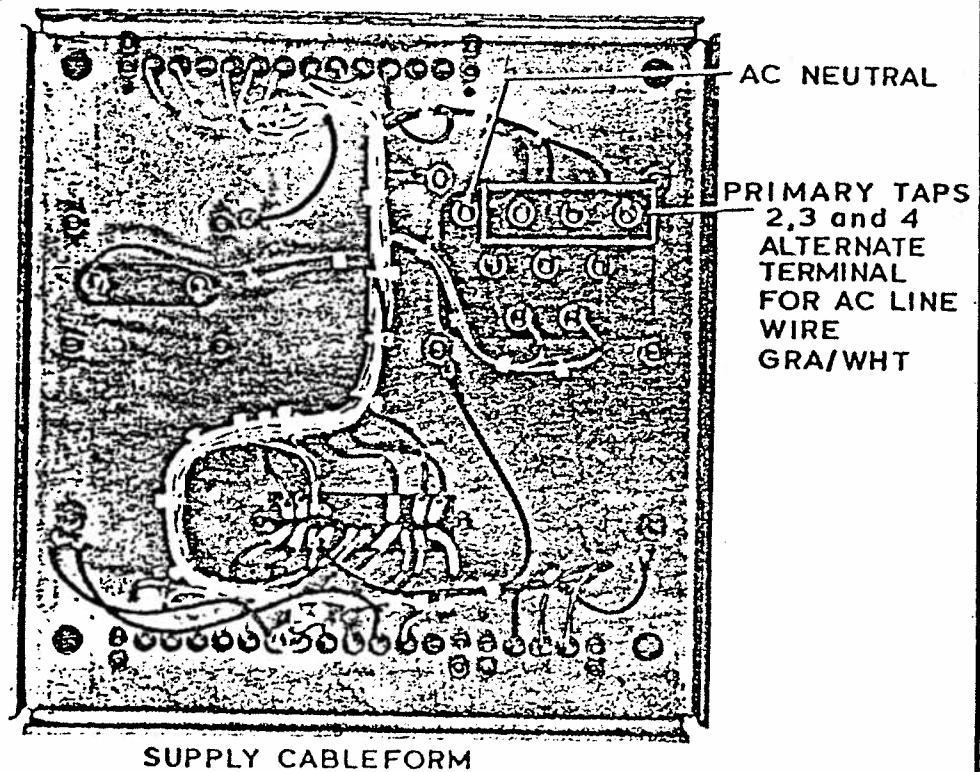 AC NEUTRAL
PRIMARY TAPS
2,3 and 4
ALTERNATE
TERMINAL
FOR AC LINE
WIRE
GRA/WHT
SUPPLY CABLEFORM